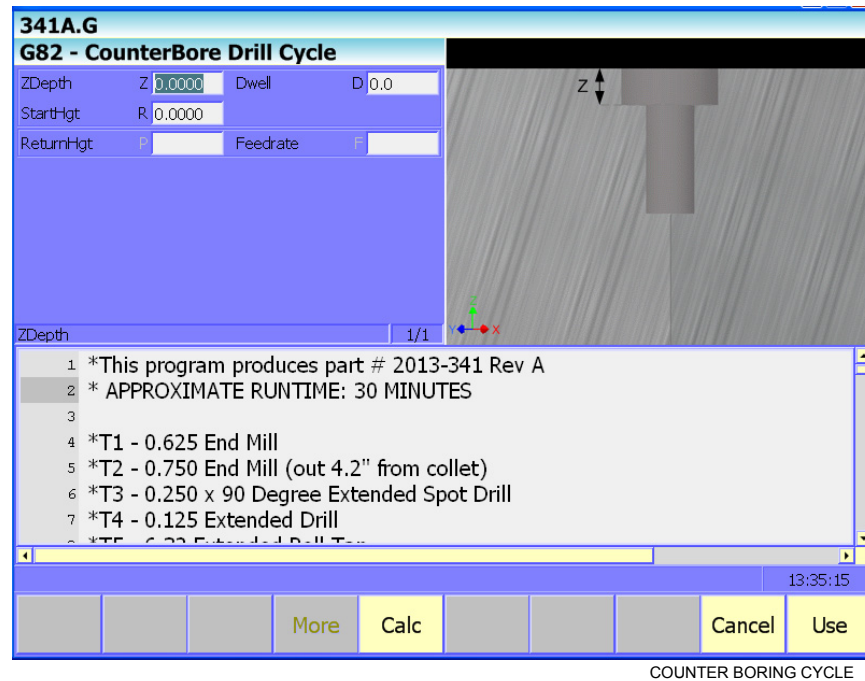 341A.G
G82 - CounterBore Drill Cycle
ZDepth Z 0.0000 Dwell D 0.0
StartHgt R 0.0000
ReturnHgt P Feedrate F
Z
Z
Y X
ZDepth 1/1
1 *This program produces part # 2013-341 Rev A
2 * APPROXIMATE RUNTIME: 30 MINUTES
3
4 *T1 - 0.625 End Mill
5 *T2 - 0.750 End Mill (out 4.2" from collet)
6 *T3 - 0.250 x 90 Degree Extended Spot Drill
7 *T4 - 0.125 Extended Drill
13:35:15
More Calc Cancel Use
COUNTER BORING CYCLE